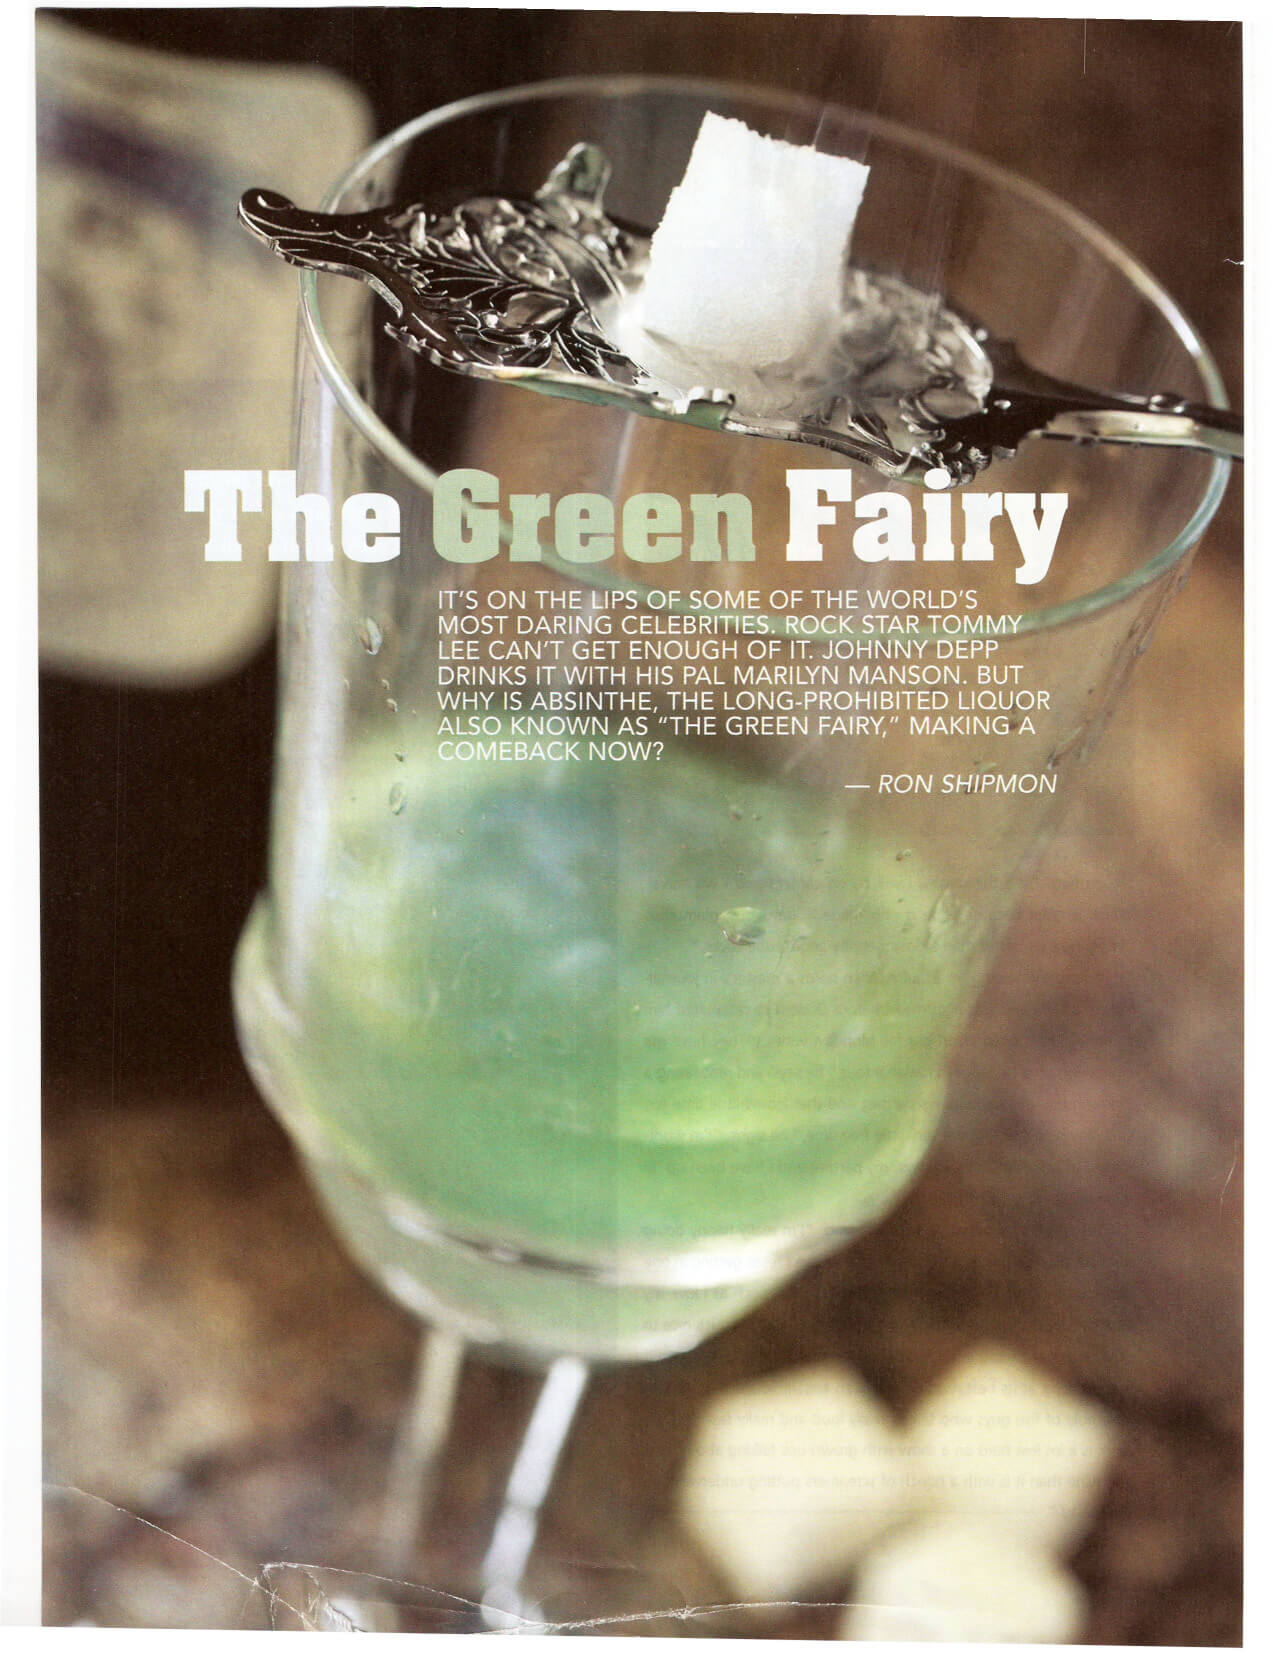 The Green Fairy
IT'S ON THE LIPS OF SOME OF THE WORLD'S
MOST DARING CELEBRITIES. ROCK STAR TOMMY
LEE CAN'T GET ENOUGH OF IT. JOHNNY DEPP
DRINKS IT WITH HIS PAL MARILYN MANSON. BUT
WHY IS ABSINTHE, THE LONG-PROHIBITED LIQUOR
ALSO KNOWN AS “THE GREEN FAIRY,” MAKING A
COMEBACK NOW?
— RON SHIPMON